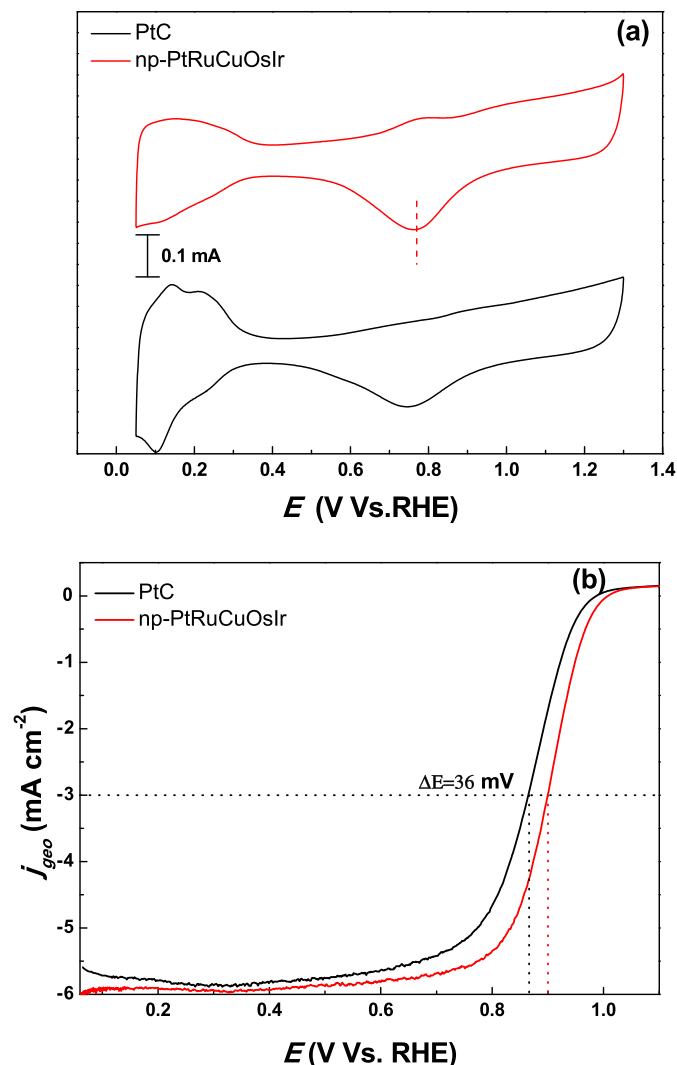 PtC
(a)
np-PtRuCuOsIr
0.1 mA
0.0 0.2 0.4 0.6 0.8 1.0 1.2 1.4
E (V Vs.RHE)
PtC
(b)
np-PtRuCuOsIr
0
-1
-2
ΔE=36 mV
-3
-4
-5
-6
j_geo (mA cm⁻²)
0.2 0.4 0.6 0.8 1.0
E (V Vs. RHE)